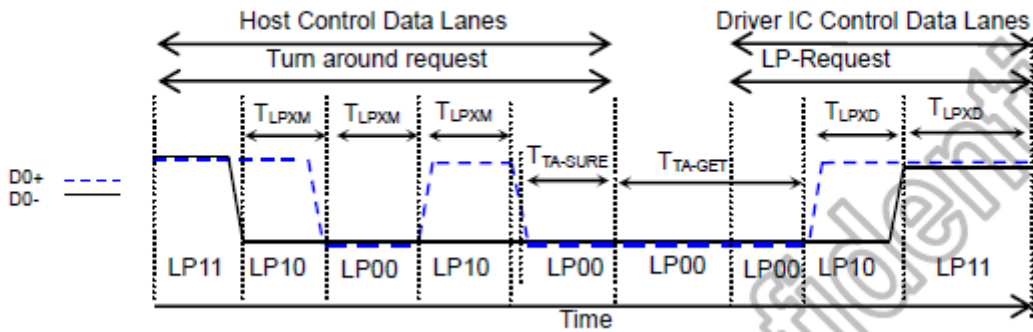 Host Control Data Lanes
Driver IC Control Data Lanes
Turn around request
LP-Request
TLPXM TLPXM TLPXM TLPXD TLPXD
TTA-SURE TTA-GET
D0+
D0-
LP11 LP10 LP00 LP10 LP00 LP00 LP00 LP10 LP11
Time